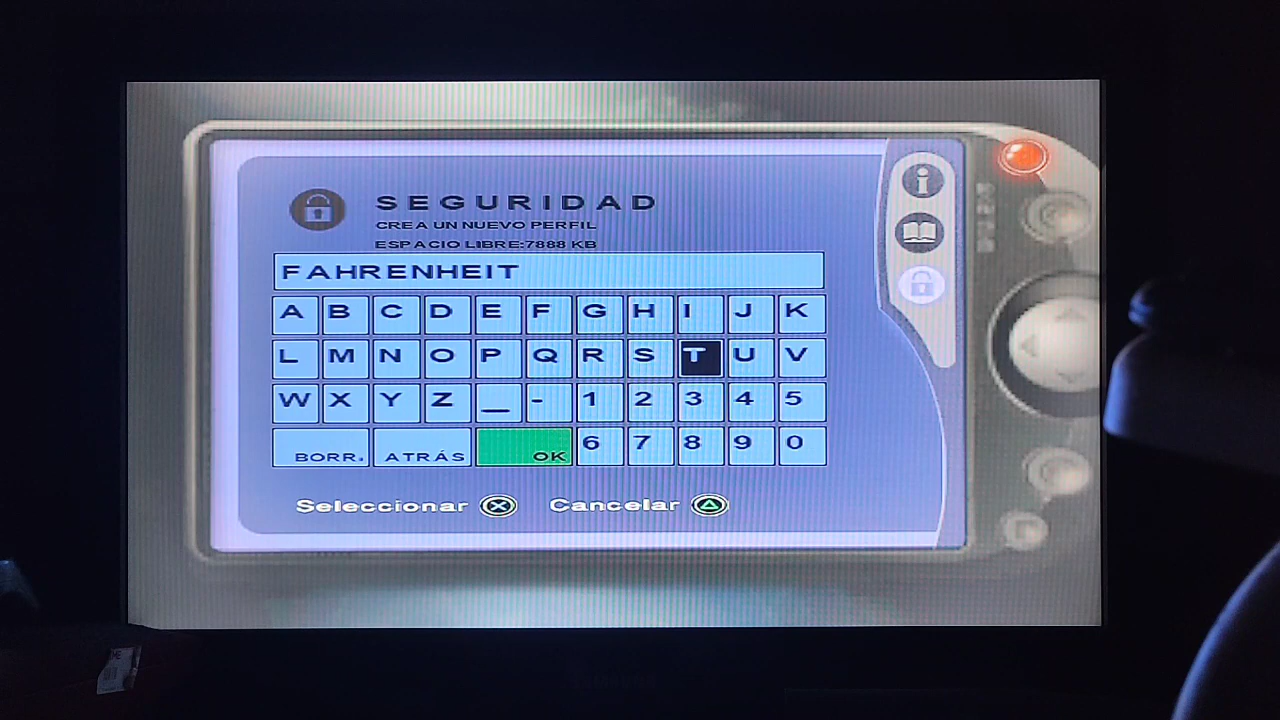 SEGURIDAD
CREA UN NUEVO PERFIL
ESPACIO LIBRE:7888 KB
FAHRENHEIT
A B C D E F G H I J K
L M N O P Q R S T U V
W X Y Z _ - 1 2 3 4 5
BORR. ATRÁS OK 6 7 8 9 0
Seleccionar Cancelar